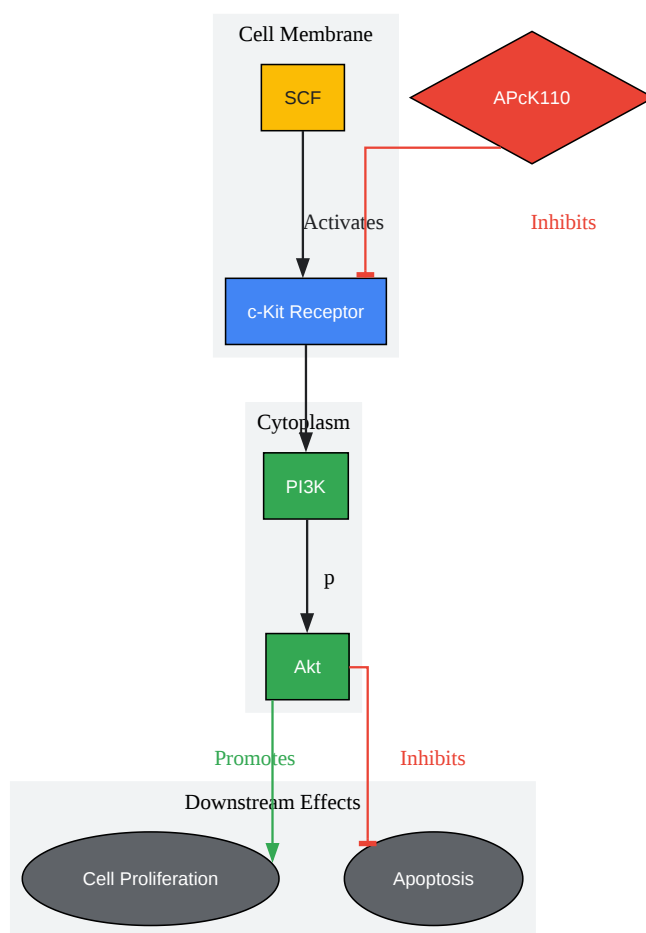 Cell Membrane
SCF
APcK110
Activates
Inhibits
c-Kit Receptor
Cytoplasm
PI3K
p
Akt
Promotes
Inhibits
Downstream Effects
Cell Proliferation
Apoptosis